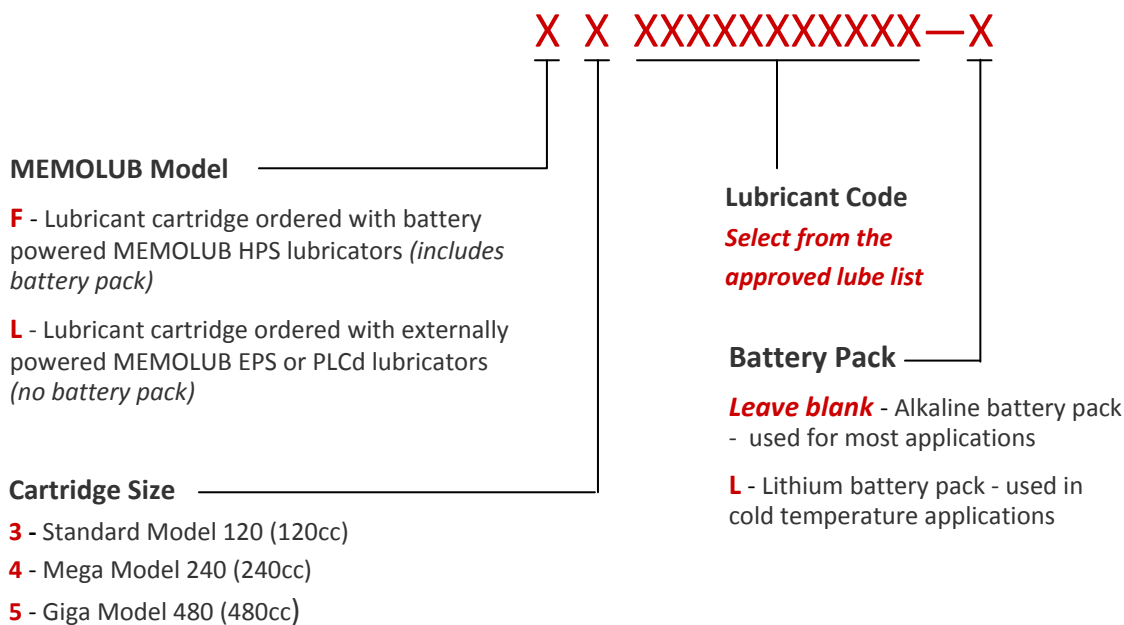 X X XXXXXXXXXXX—X
MEMOLUB Model
F - Lubricant cartridge ordered with battery
powered MEMOLUB HPS lubricators (includes
battery pack)
L - Lubricant cartridge ordered with externally
powered MEMOLUB EPS or PLCd lubricators
(no battery pack)
Cartridge Size
3 - Standard Model 120 (120cc)
4 - Mega Model 240 (240cc)
5 - Giga Model 480 (480cc)
Lubricant Code
Select from the
approved lube list
Battery Pack
Leave blank - Alkaline battery pack
- used for most applications
L - Lithium battery pack - used in
cold temperature applications